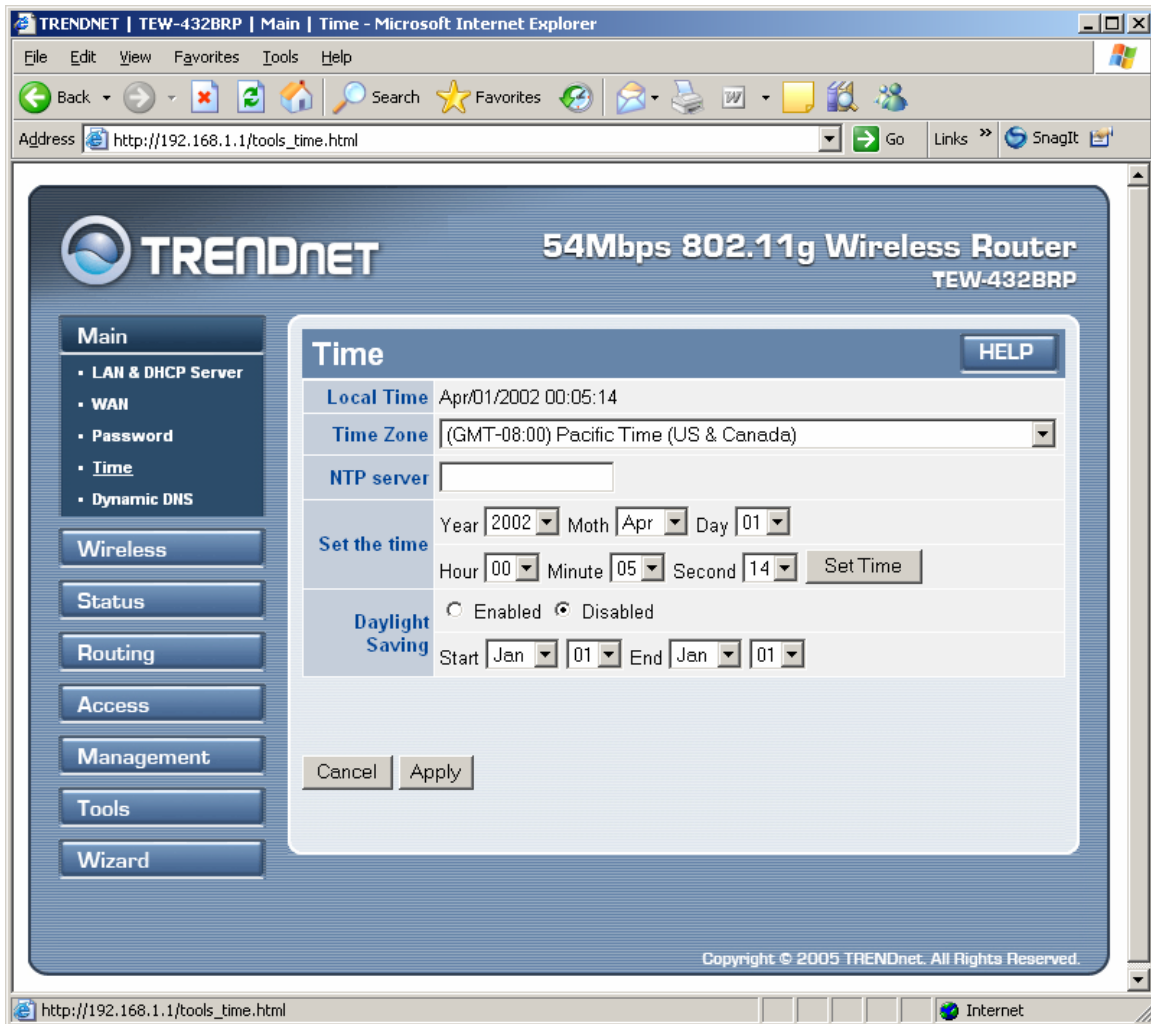 TRENDNET | TEW-432BRP | Main | Time - Microsoft Internet Explorer
File Edit View Favorites Tools Help
Back Search Favorites
Address http://192.168.1.1/tools_time.html Go Links » SnagIt
TRENDNET
54Mbps 802.11g Wireless Router
TEW-432BRP
Main
• LAN & DHCP Server
• WAN
• Password
• Time
• Dynamic DNS
Wireless
Status
Routing
Access
Management
Tools
Wizard
Time HELP
Local Time Apr/01/2002 00:05:14
Time Zone (GMT-08:00) Pacific Time (US & Canada)
NTP server
Set the time
Year 2002 Moth Apr Day 01
Hour 00 Minute 05 Second 14 Set Time
Daylight Saving
Enabled Disabled
Start Jan 01 End Jan 01
Cancel Apply
Copyright © 2005 TRENDnet. All Rights Reserved.
http://192.168.1.1/tools_time.html Internet